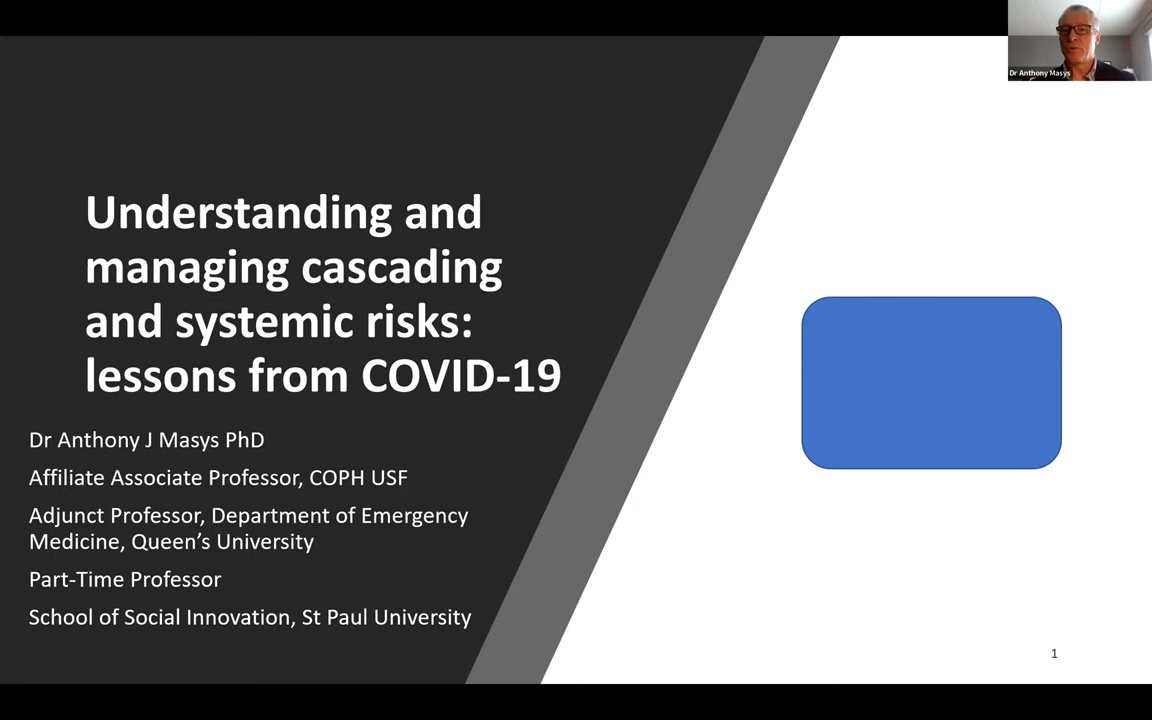 Dr Anthony Masys
Understanding and
managing cascading
and systemic risks:
lessons from COVID-19
Dr Anthony J Masys PhD
Affiliate Associate Professor, COPH USF
Adjunct Professor, Department of Emergency
Medicine, Queen’s University
Part-Time Professor
School of Social Innovation, St Paul University
1